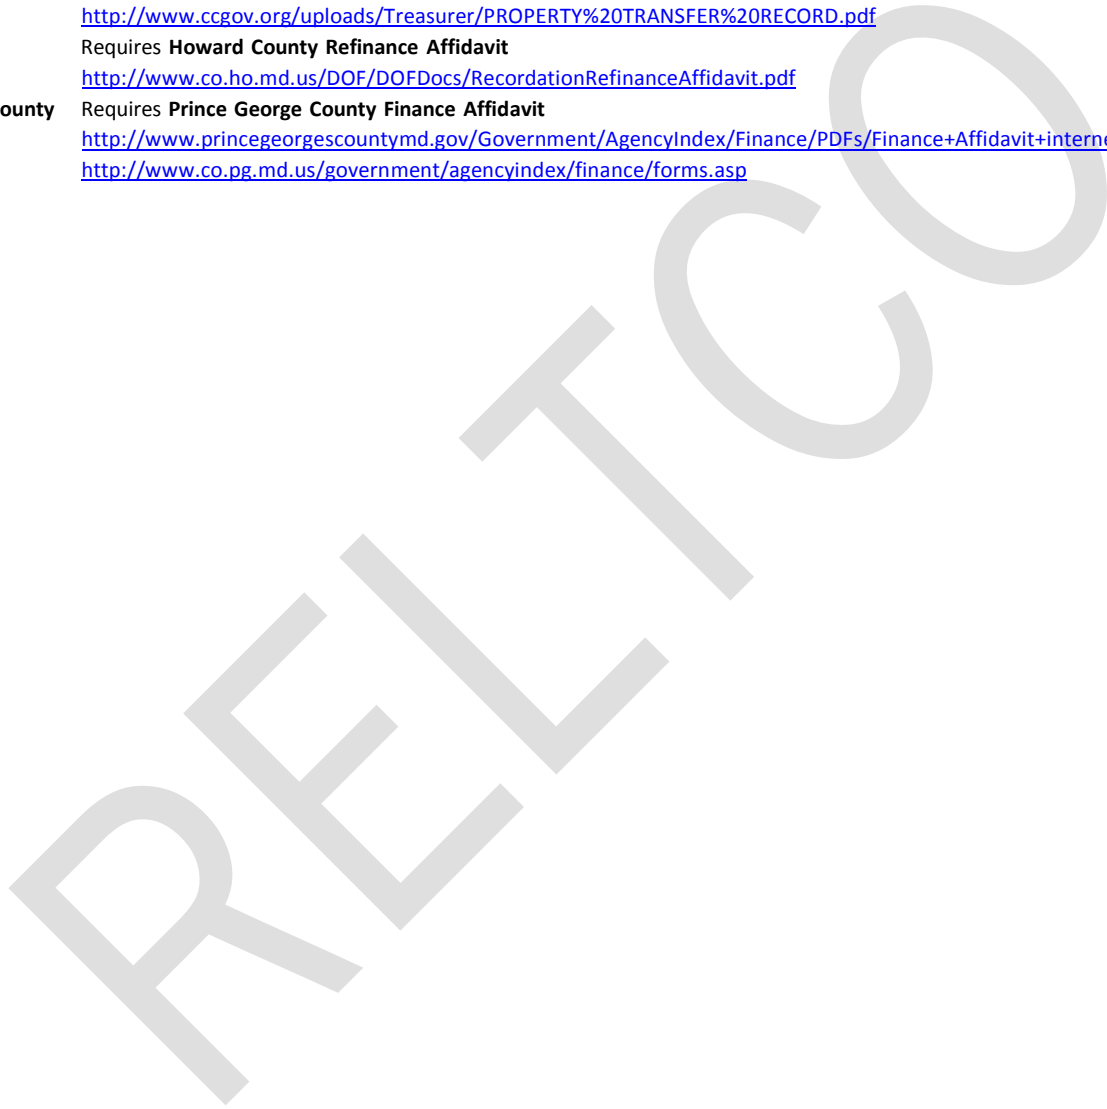 http://www.ccgov.org/uploads/Treasurer/PROPERTY%20TRANSFER%20RECORD.pdf
Requires Howard County Refinance Affidavit
http://www.co.ho.md.us/DOF/DOFDocs/RecordationRefinanceAffidavit.pdf
ounty Requires Prince George County Finance Affidavit
http://www.princegeorgescountymd.gov/Government/AgencyIndex/Finance/PDFs/Finance+Affidavit+interne
http://www.co.pg.md.us/government/agencyindex/finance/forms.asp
RELTCO